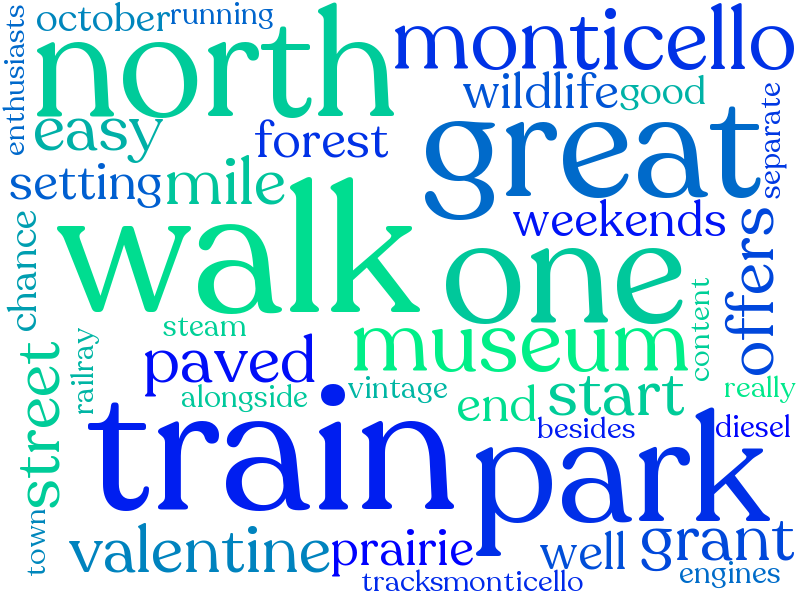 enthusiasts
october
running
north
monticello
wildlife
good
separate
easy
forest
great
setting
mile
walk
weekends
chance
one
offers
steam
content
museum
railray
paved
street
alongside
vintage
end
start
really
train
besides
diesel
park
town
valentine
prairie
well
grant
tracksmonticello
engines